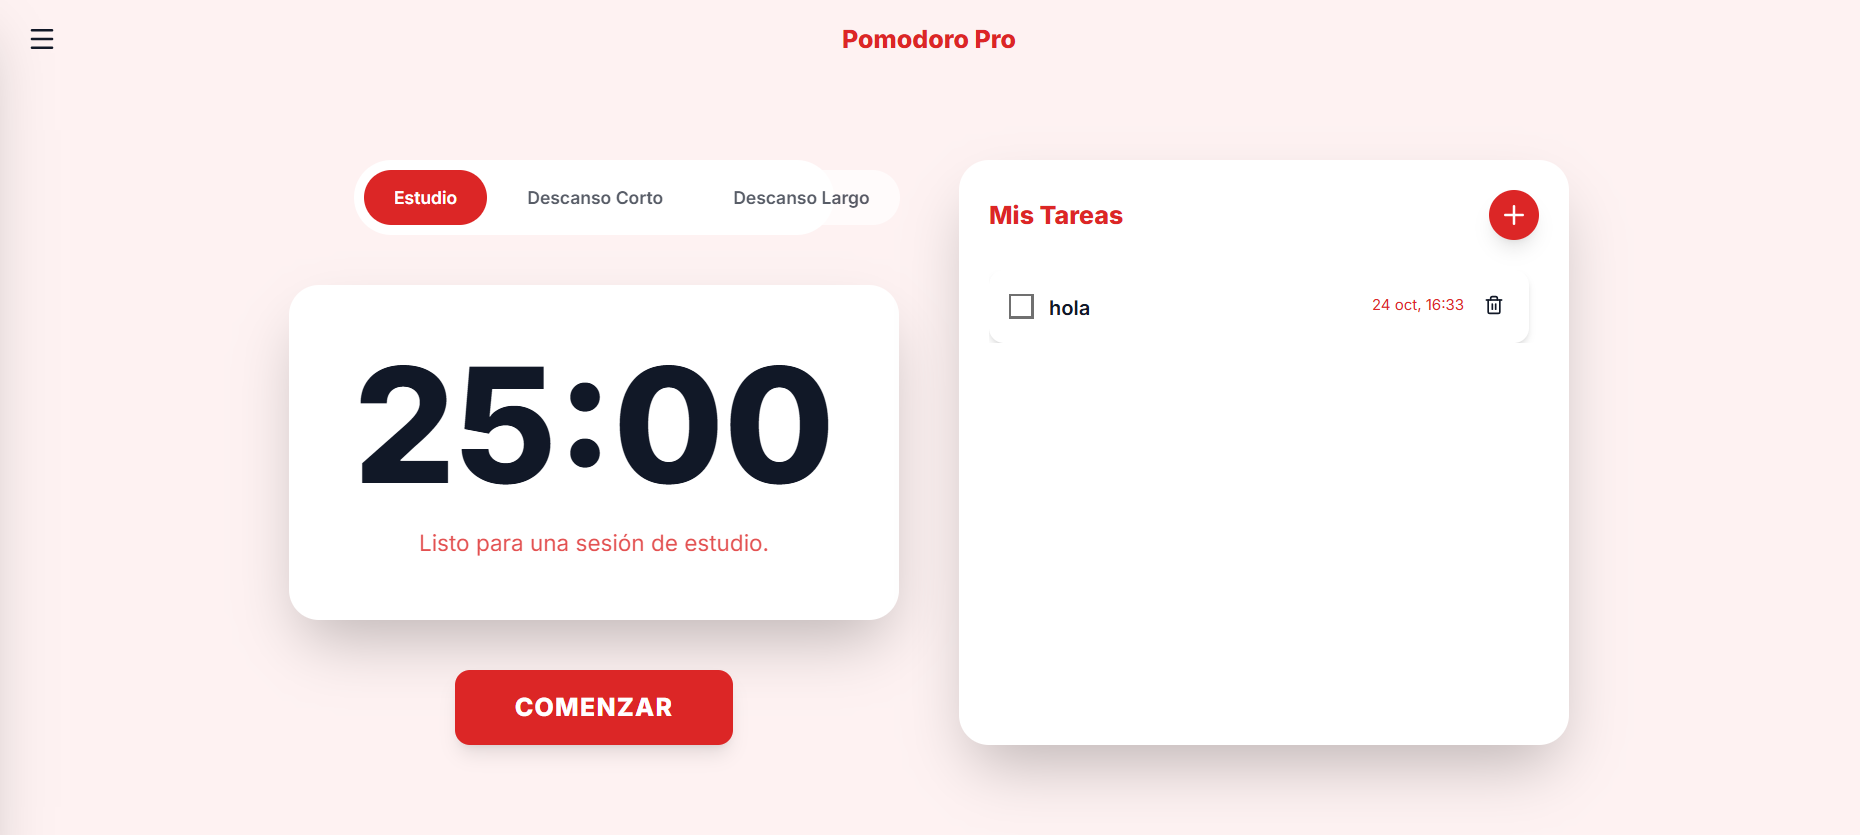 Pomodoro Pro
Estudio Descanso Corto Descanso Largo
25:00
Listo para una sesión de estudio.
COMENZAR
Mis Tareas
hola 24 oct, 16:33